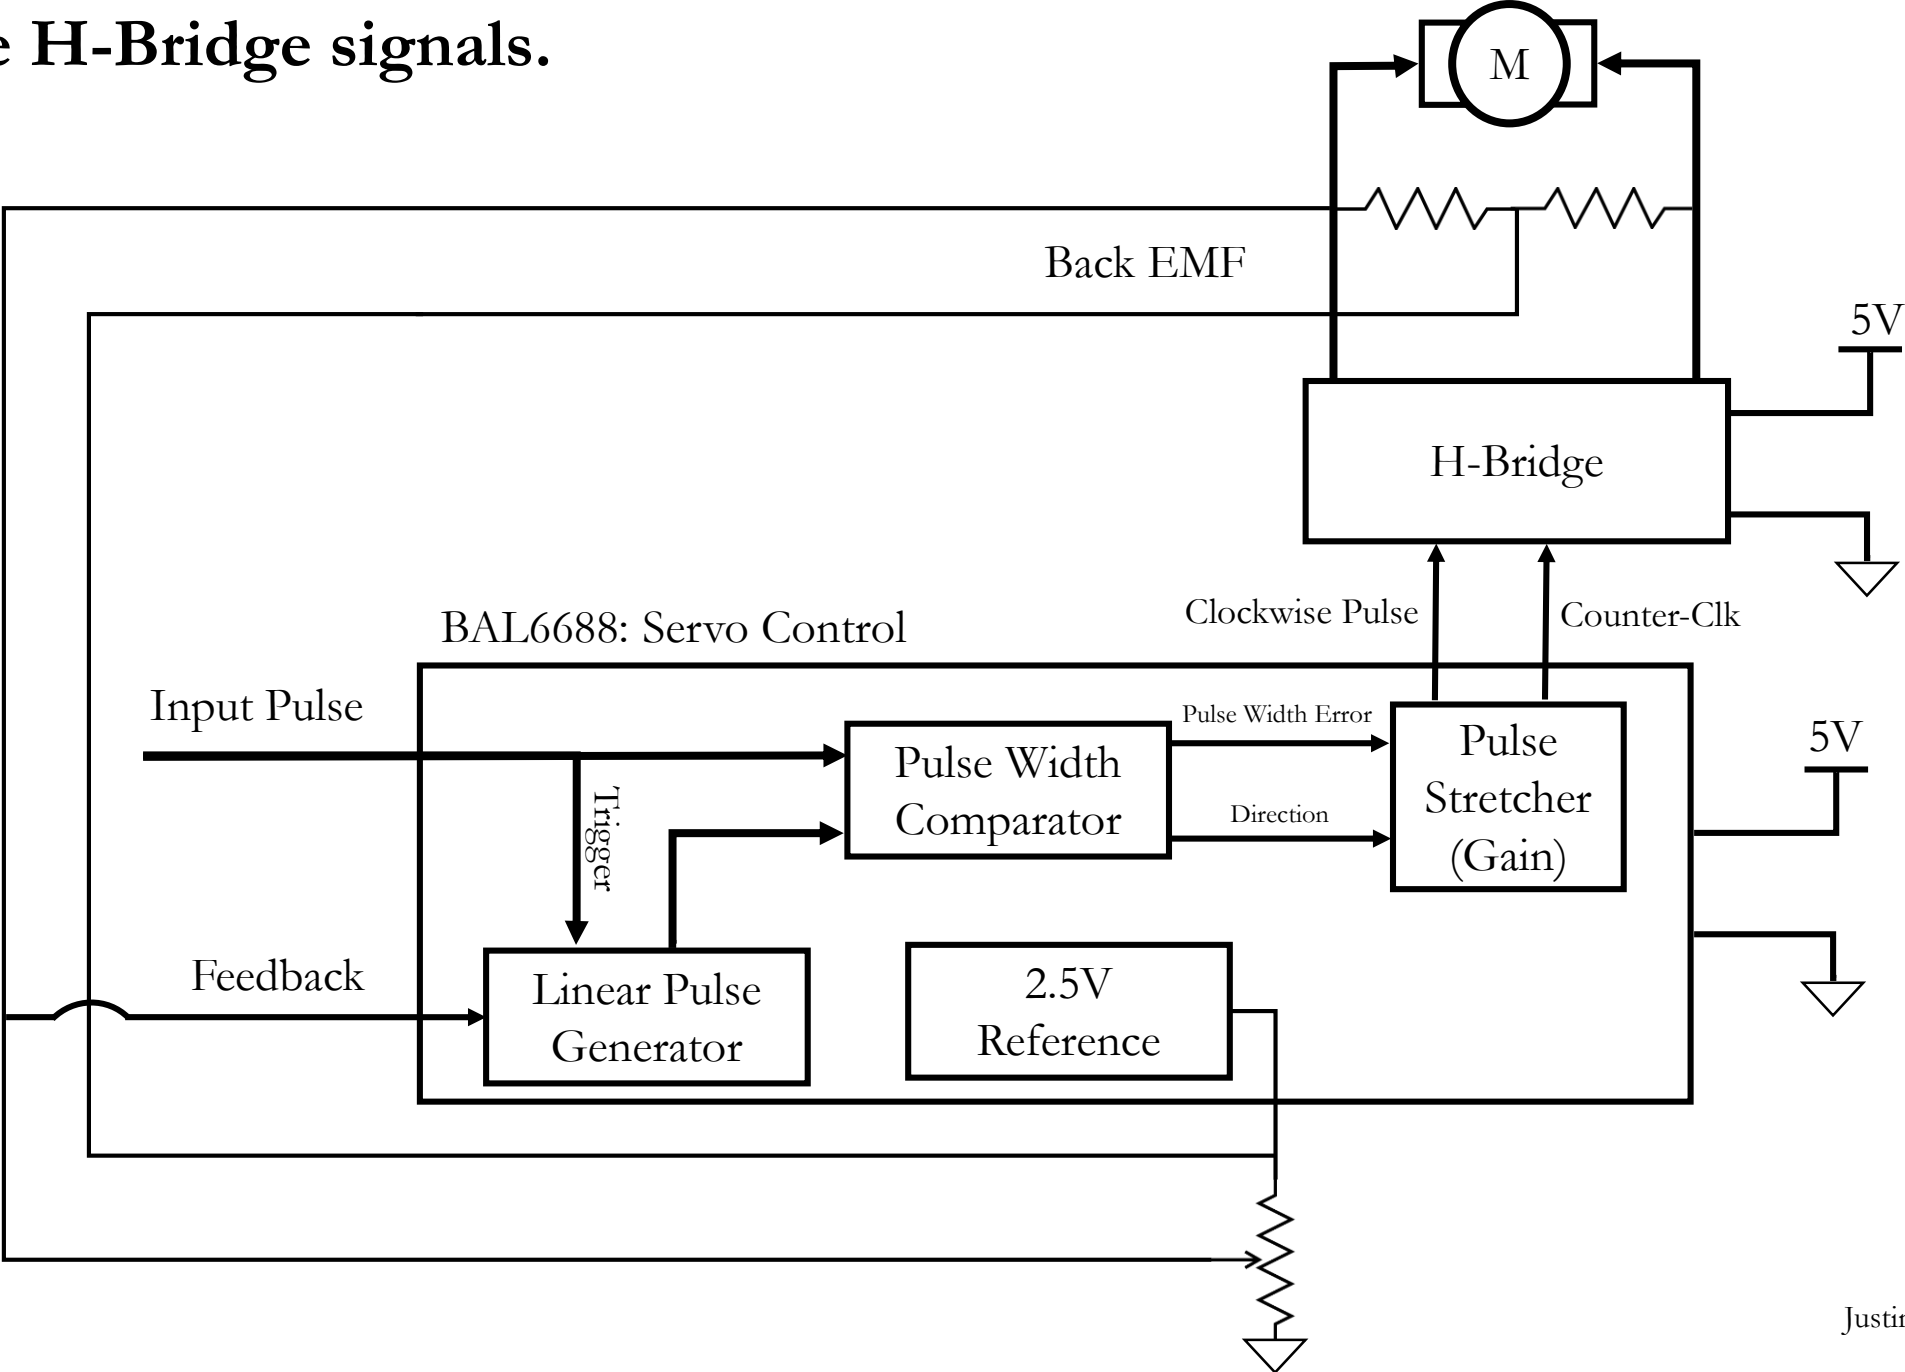 e H-Bridge signals.
M
Back EMF
5V
H-Bridge
Clockwise Pulse
Counter-Clk
BAL6688: Servo Control
Input Pulse
Pulse Width Error
Pulse
Stretcher
(Gain)
5V
Pulse Width
Comparator
Trigger
Direction
Feedback
Linear Pulse
Generator
2.5V
Reference
Justin